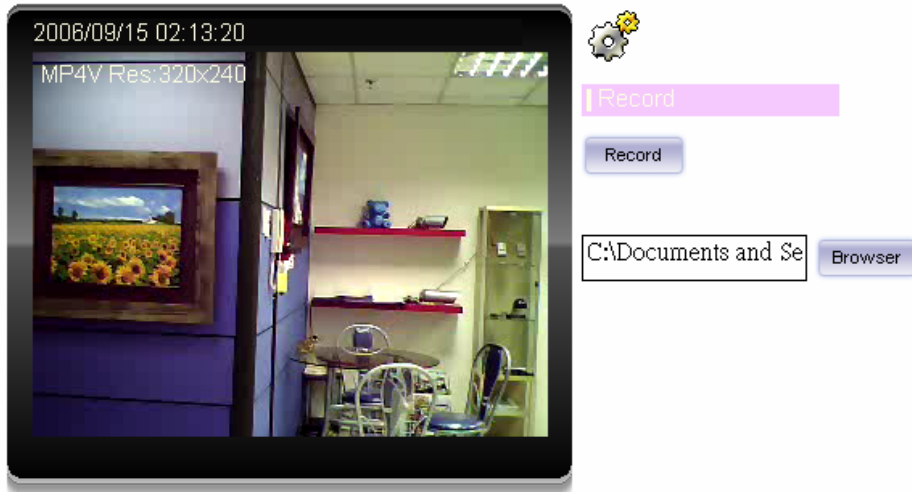 2006/09/15 02:13:20
MP4V Res:320x240
Record
Record
C:\Documents and Se
Browser